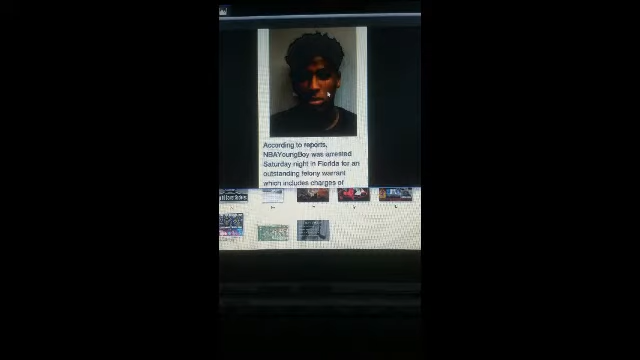 According to reports,
NBAYoungBoy was arrested
Saturday night in Florida for an
outstanding felony warrant
which includes charges of